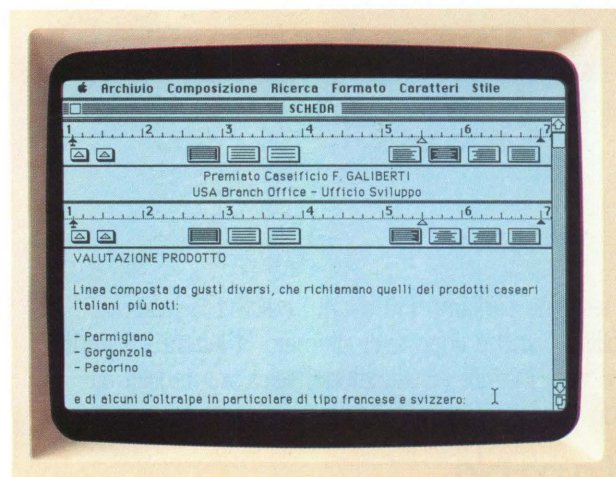 Archivio Composizione Ricerca Formato Caratteri Stile
SCHEDA
1 2 3 4 5 6 7
Premiato Caseificio F. GALIBERTI
USA Branch Office – Ufficio Sviluppo
1 2 3 4 5 6 7
VALUTAZIONE PRODOTTO
Linea composta da gusti diversi, che richiamano quelli dei prodotti caseari
italiani più noti:
- Parmigiano
- Gorgonzola
- Pecorino
e di alcuni d'oltralpe in particolare di tipo francese e svizzero: